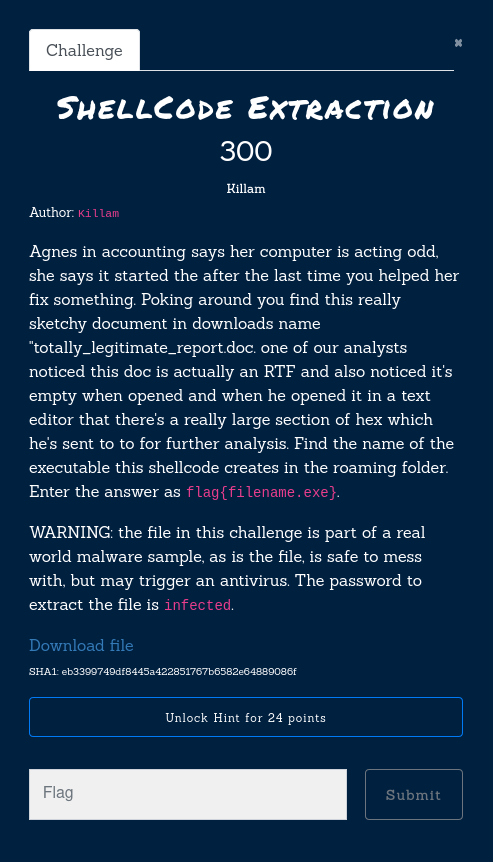 Challenge
×
ShellCode Extraction
300
Killam
Author: Killam
Agnes in accounting says her computer is acting odd,
she says it started the after the last time you helped her
fix something. Poking around you find this really
sketchy document in downloads name
"totally_legitimate_report.doc. one of our analysts
noticed this doc is actually an RTF and also noticed it's
empty when opened and when he opened it in a text
editor that there's a really large section of hex which
he's sent to to for further analysis. Find the name of the
executable this shellcode creates in the roaming folder.
Enter the answer as flag{filename.exe}.
WARNING: the file in this challenge is part of a real
world malware sample, as is the file, is safe to mess
with, but may trigger an antivirus. The password to
extract the file is infected.
Download file
SHA1: eb3399749df8445a422851767b6582e64889086f
Unlock Hint for 24 points
Flag
Submit